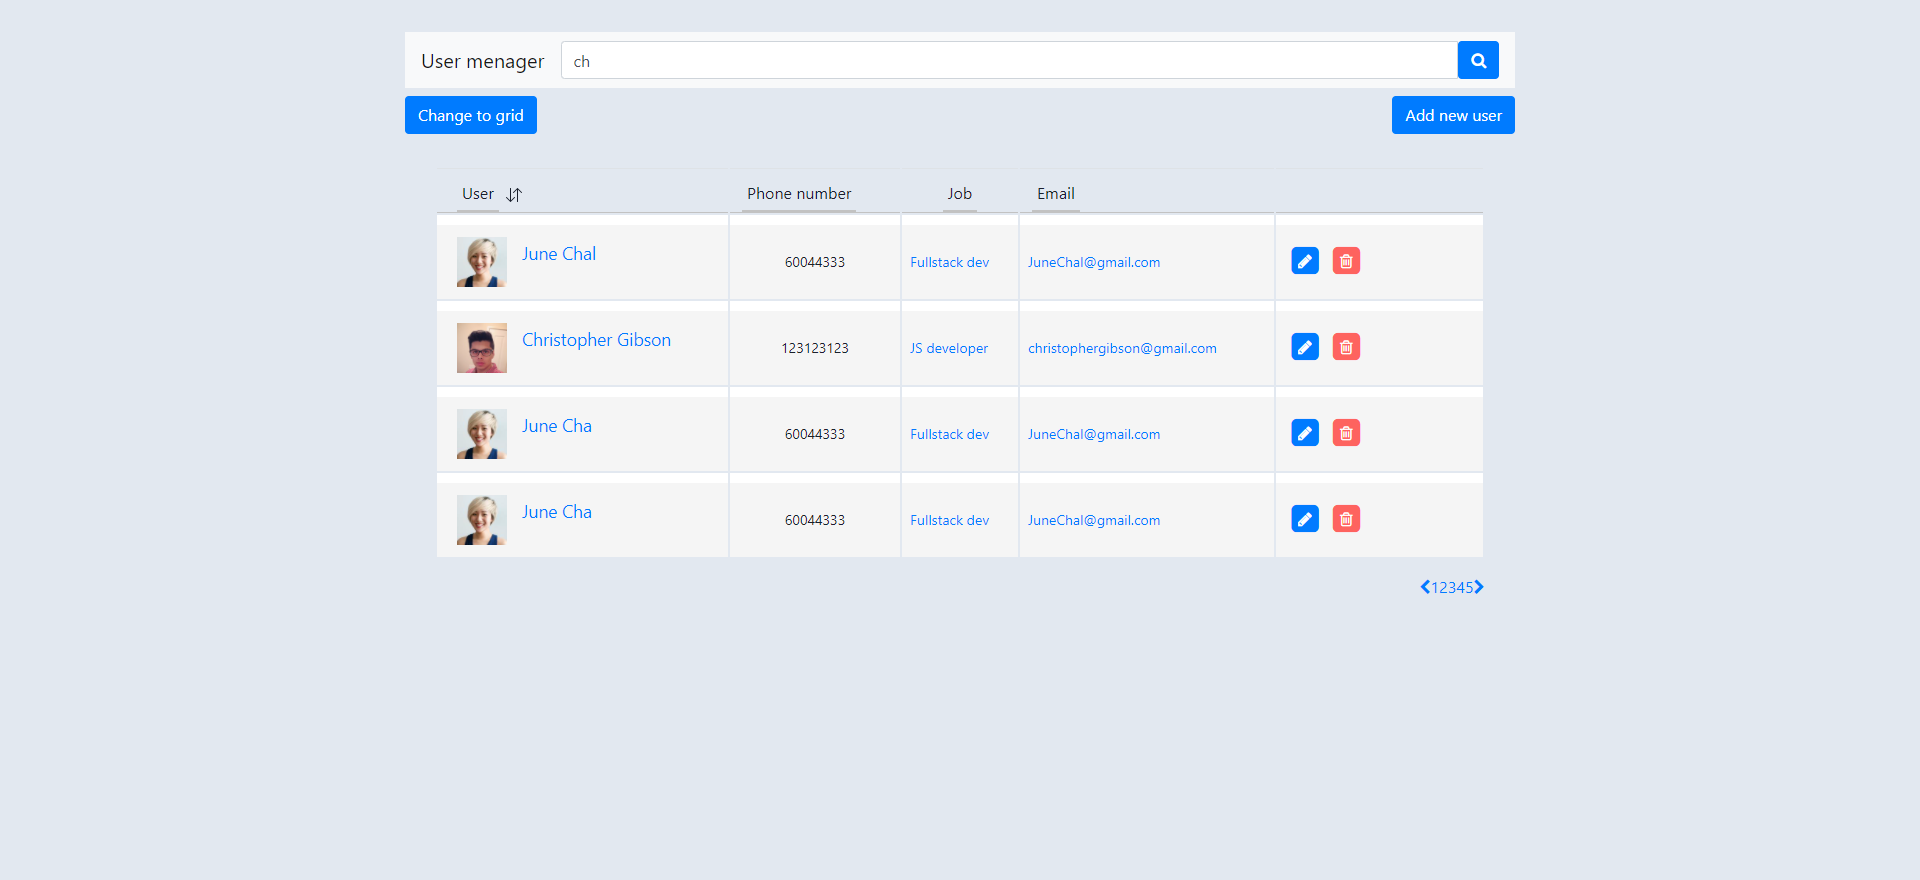 User menager
ch
Change to grid
Add new user
User Phone number Job Email
June Chal 60044333 Fullstack dev JuneChal@gmail.com
Christopher Gibson 123123123 JS developer christophergibson@gmail.com
June Cha 60044333 Fullstack dev JuneChal@gmail.com
June Cha 60044333 Fullstack dev JuneChal@gmail.com
12345